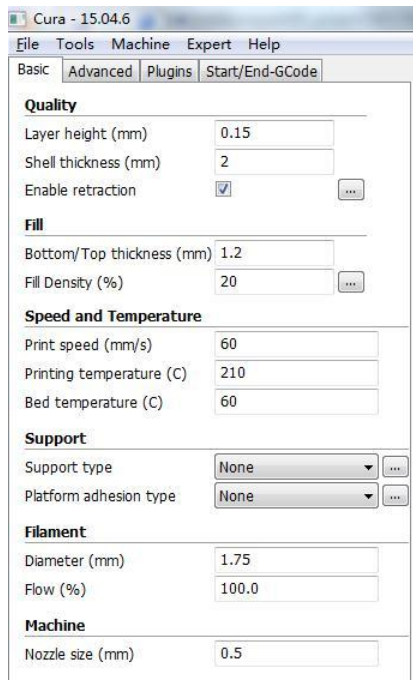 Cura - 15.04.6
File Tools Machine Expert Help
Basic Advanced Plugins Start/End-GCode
Quality
Layer height (mm) 0.15
Shell thickness (mm) 2
Enable retraction ...
Fill
Bottom/Top thickness (mm) 1.2
Fill Density (%) 20 ...
Speed and Temperature
Print speed (mm/s) 60
Printing temperature (C) 210
Bed temperature (C) 60
Support
Support type None ...
Platform adhesion type None ...
Filament
Diameter (mm) 1.75
Flow (%) 100.0
Machine
Nozzle size (mm) 0.5